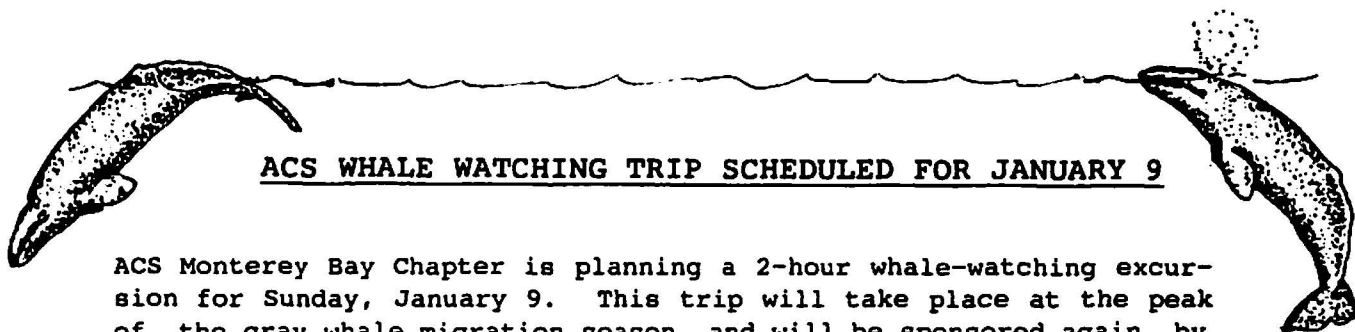 ACS WHALE WATCHING TRIP SCHEDULED FOR JANUARY 9
ACS Monterey Bay Chapter is planning a 2-hour whale-watching excur-
sion for Sunday, January 9. This trip will take place at the peak
of the gray whale migration season, and will be sponsored again by